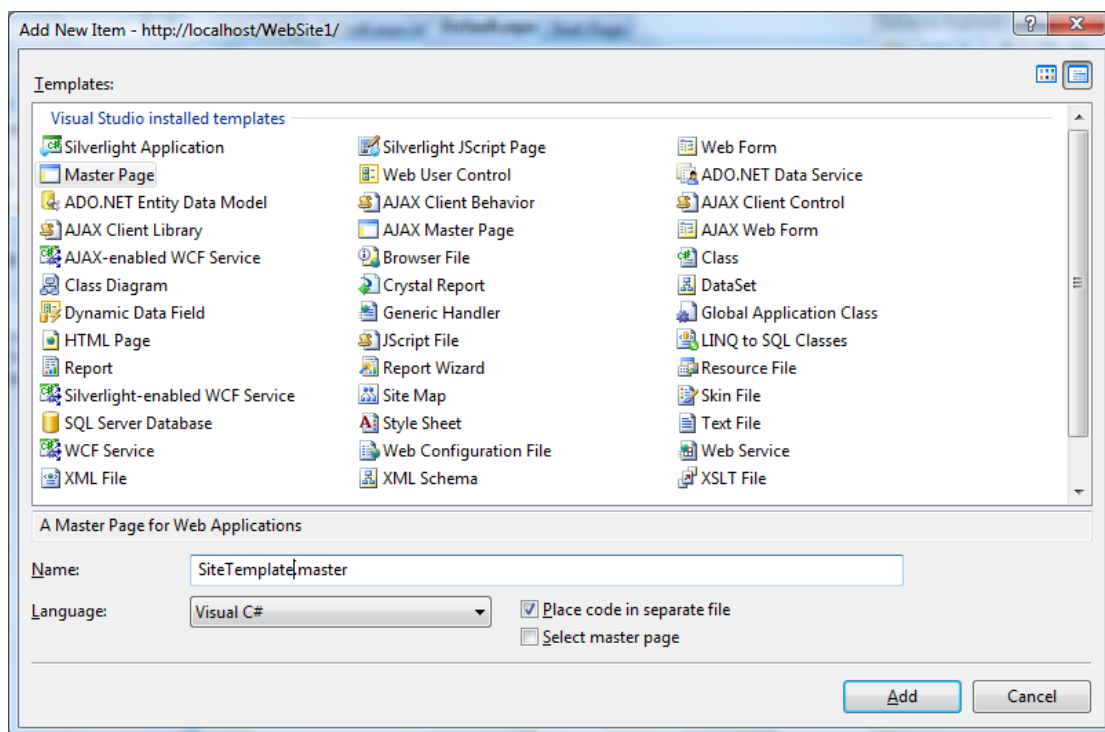 Add New Item - http://localhost/WebSite1/
Templates:
Visual Studio installed templates
Silverlight Application Silverlight JScript Page Web Form
Master Page Web User Control ADO.NET Data Service
ADO.NET Entity Data Model AJAX Client Behavior AJAX Client Control
AJAX Client Library AJAX Master Page AJAX Web Form
AJAX-enabled WCF Service Browser File Class
Class Diagram Crystal Report DataSet
Dynamic Data Field Generic Handler Global Application Class
HTML Page JScript File LINQ to SQL Classes
Report Report Wizard Resource File
Silverlight-enabled WCF Service Site Map Skin File
SQL Server Database Style Sheet Text File
WCF Service Web Configuration File Web Service
XML File XML Schema XSLT File
A Master Page for Web Applications
Name: SiteTemplate.master
Language: Visual C# Place code in separate file
Select master page
Add Cancel